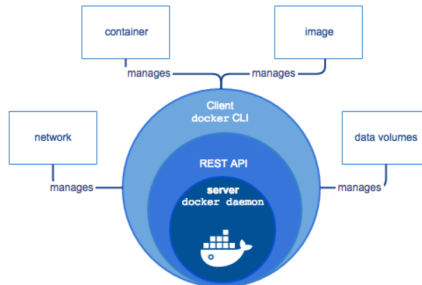 container
image
manages
manages
Client
docker CLI
network
data volumes
REST API
manages
manages
server
docker daemon